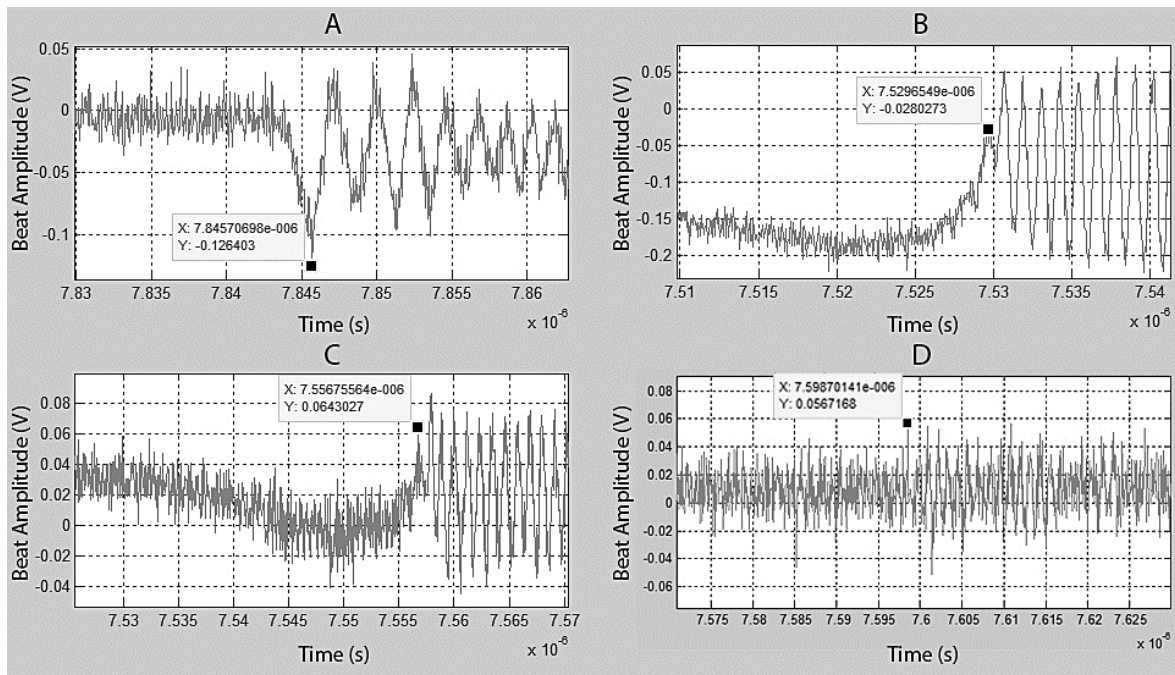 A
Beat Amplitude (V)
0.05
0
-0.05
-0.1
X: 7.84570698e-006
Y: -0.126403
7.83 7.835 7.84 7.845 7.85 7.855 7.86
Time (s)
x 10⁻⁶
B
Beat Amplitude (V)
0.05
0
-0.05
-0.1
-0.15
-0.2
X: 7.5296549e-006
Y: -0.0280273
7.51 7.515 7.52 7.525 7.53 7.535 7.54
Time (s)
x 10⁻⁶
C
Beat Amplitude (V)
0.08
0.06
0.04
0.02
0
-0.02
-0.04
X: 7.55675564e-006
Y: 0.0643027
7.53 7.535 7.54 7.545 7.55 7.555 7.56 7.565 7.57
Time (s)
x 10⁻⁶
D
Beat Amplitude (V)
0.08
0.06
0.04
0.02
0
-0.02
-0.04
-0.06
X: 7.59870141e-006
Y: 0.0567168
7.575 7.58 7.585 7.59 7.595 7.6 7.605 7.61 7.615 7.62 7.625
Time (s)
x 10⁻⁶